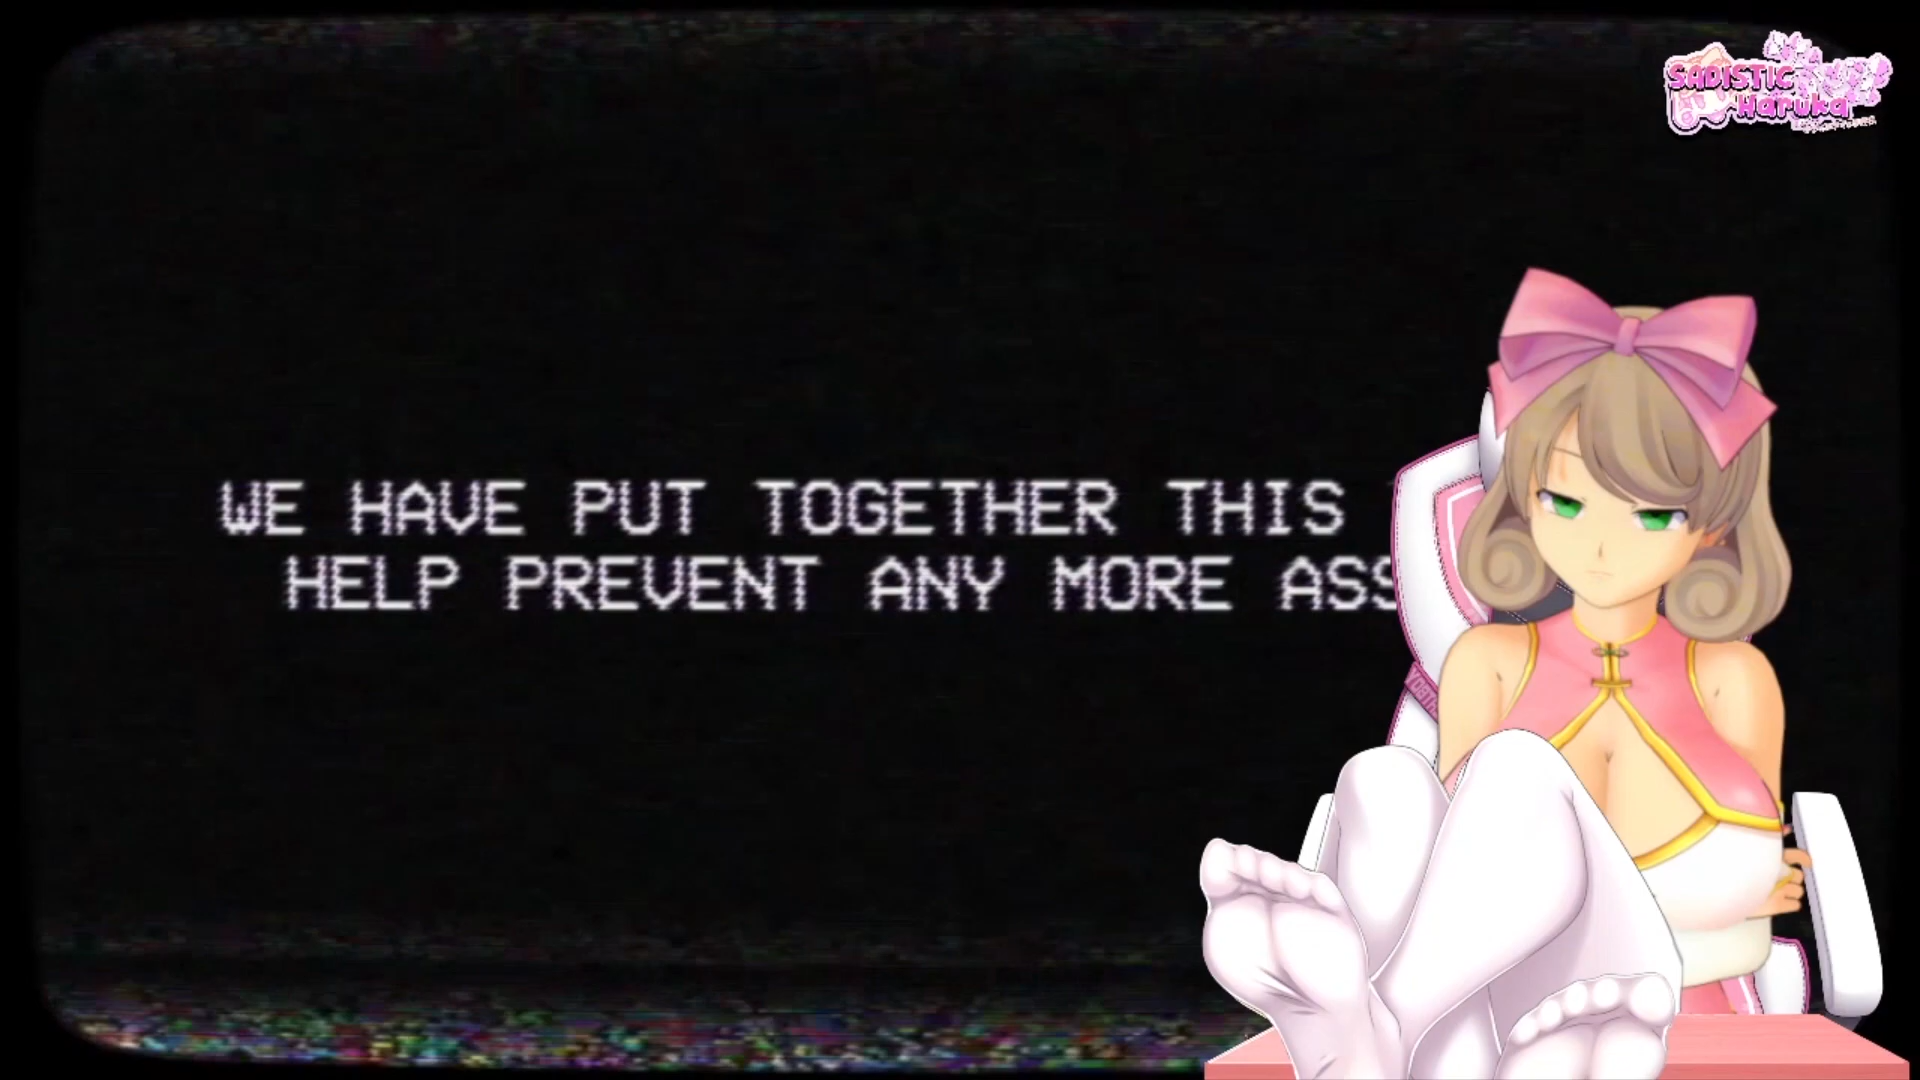 SADISTIC
Haruka
WE HAVE PUT TOGETHER THIS
HELP PREVENT ANY MORE ASS